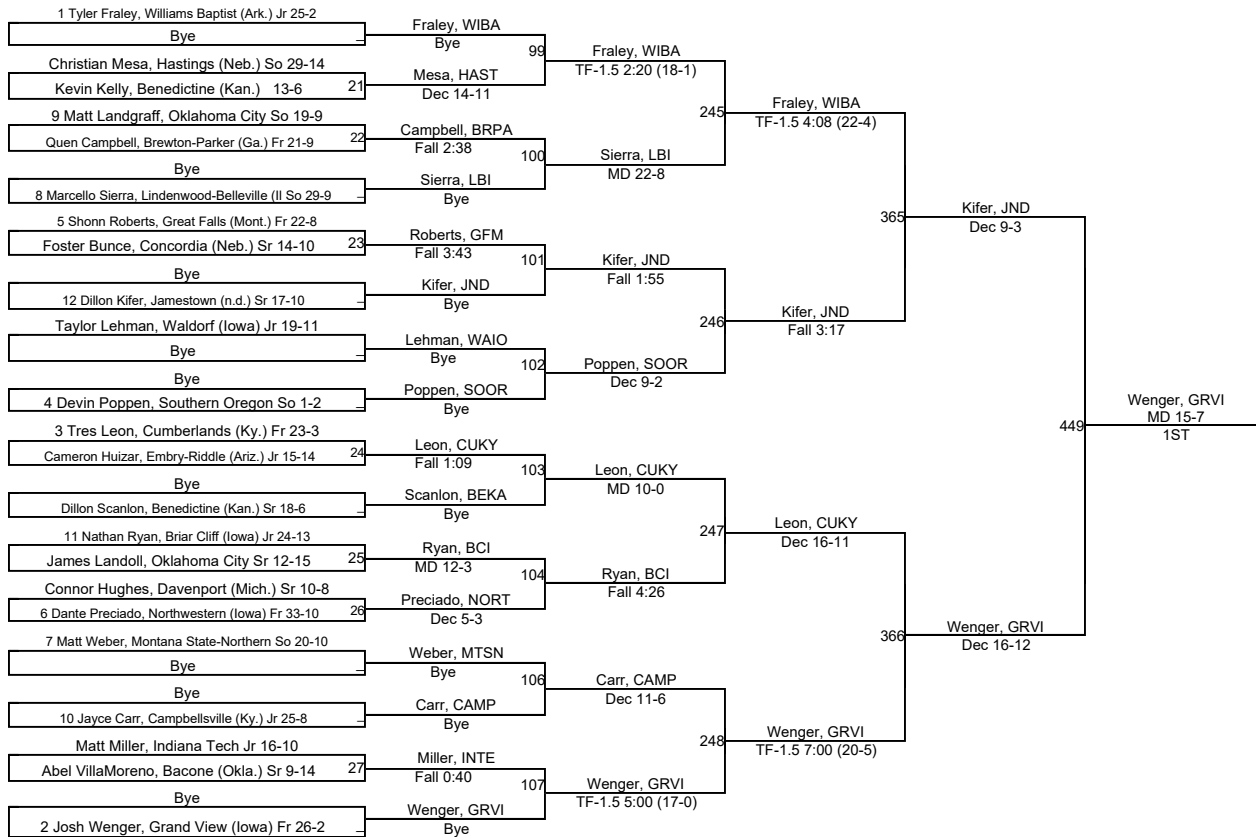 1 Tyler Fraley, Williams Baptist (Ark.) Jr 25-2
Bye
_
Christian Mesa, Hastings (Neb.) So 29-14
Kevin Kelly, Benedictine (Kan.) 13-6
21
9 Matt Landgraff, Oklahoma City So 19-9
Quen Campbell, Brewton-Parker (Ga.) Fr 21-9
22
Bye
8 Marcello Sierra, Lindenwood-Belleville (Il So 29-9
_
5 Shonn Roberts, Great Falls (Mont.) Fr 22-8
Foster Bunce, Concordia (Neb.) Sr 14-10
23
Bye
12 Dillon Kifer, Jamestown (n.d.) Sr 17-10
_
Taylor Lehman, Waldorf (Iowa) Jr 19-11
Bye
_
Bye
4 Devin Poppen, Southern Oregon So 1-2
_
3 Tres Leon, Cumberlands (Ky.) Fr 23-3
Cameron Huizar, Embry-Riddle (Ariz.) Jr 15-14
24
Bye
Dillon Scanlon, Benedictine (Kan.) Sr 18-6
_
11 Nathan Ryan, Briar Cliff (Iowa) Jr 24-13
James Landoll, Oklahoma City Sr 12-15
25
Connor Hughes, Davenport (Mich.) Sr 10-8
6 Dante Preciado, Northwestern (Iowa) Fr 33-10
26
7 Matt Weber, Montana State-Northern So 20-10
Bye
_
Bye
10 Jayce Carr, Campbellsville (Ky.) Jr 25-8
_
Matt Miller, Indiana Tech Jr 16-10
Abel VillaMoreno, Bacone (Okla.) Sr 9-14
27
Bye
2 Josh Wenger, Grand View (Iowa) Fr 26-2
_
Fraley, WIBA
Bye
99
Mesa, HAST
Dec 14-11
Campbell, BRPA
Fall 2:38
100
Sierra, LBI
Bye
Roberts, GFM
Fall 3:43
101
Kifer, JND
Bye
Lehman, WAIO
Bye
102
Poppen, SOOR
Bye
Leon, CUKY
Fall 1:09
103
Scanlon, BEKA
Bye
Ryan, BCI
MD 12-3
104
Preciado, NORT
Dec 5-3
Weber, MTSN
Bye
106
Carr, CAMP
Bye
Miller, INTE
Fall 0:40
107
Wenger, GRVI
Bye
Fraley, WIBA
TF-1.5 2:20 (18-1)
245
Sierra, LBI
MD 22-8
Kifer, JND
Fall 1:55
246
Poppen, SOOR
Dec 9-2
Leon, CUKY
MD 10-0
247
Ryan, BCI
Fall 4:26
Carr, CAMP
Dec 11-6
248
Wenger, GRVI
TF-1.5 5:00 (17-0)
Fraley, WIBA
TF-1.5 4:08 (22-4)
365
Kifer, JND
Fall 3:17
Leon, CUKY
Dec 16-11
366
Wenger, GRVI
TF-1.5 7:00 (20-5)
Kifer, JND
Dec 9-3
449
Wenger, GRVI
Dec 16-12
Wenger, GRVI
MD 15-7
1ST